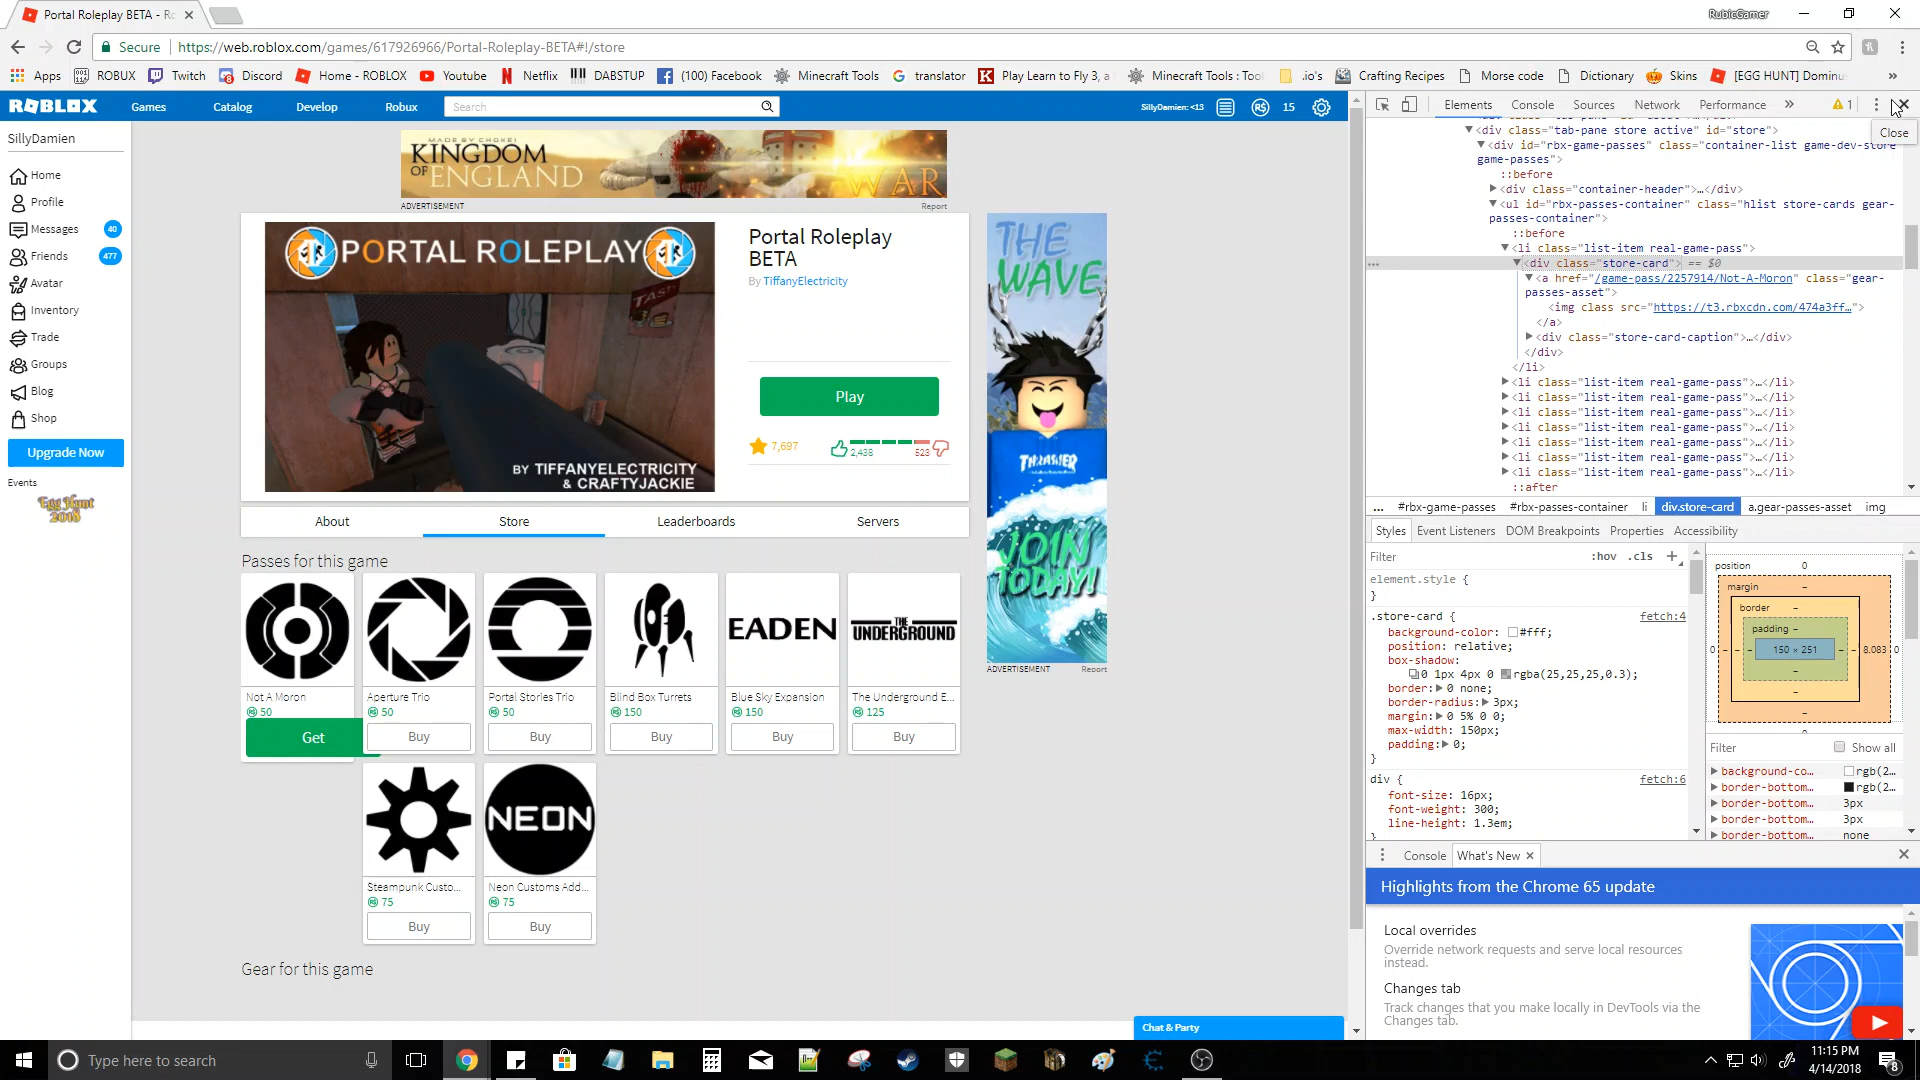 Portal Roleplay BETA - Ro
RubicGamer
Secure
https://web.roblox.com/games/617926966/Portal-Roleplay-BETA#!/store
Apps ROBUX Twitch Discord Home - ROBLOX Youtube Netflix DABSTUP (100) Facebook Minecraft Tools translator Play Learn to Fly 3, a Minecraft Tools : Tool .io's Crafting Recipes Morse code Dictionary Skins [EGG HUNT] Dominu
ROBLOX Games Catalog Develop Robux Search SillyDamien: <13 15
SillyDamien
Home
Profile
Messages 40
Friends 477
Avatar
Inventory
Trade
Groups
Blog
Shop
Upgrade Now
Events
Egg Hunt
2018
MADE BY CHOKEI
KINGDOM
OF ENGLAND
WAR
ADVERTISEMENT Report
PORTAL ROLEPLAY
BY TIFFANYELECTRICITY
& CRAFTYJACKIE
Portal Roleplay
BETA
By TiffanyElectricity
Play
7,697 2,438 523
THE
WAVE
THRASHER
JOIN
TODAY!
ADVERTISEMENT Report
About Store Leaderboards Servers
Passes for this game
EADEN
THE
UNDERGROUND
Not A Moron Aperture Trio Portal Stories Trio Blind Box Turrets Blue Sky Expansion The Underground E...
50 50 50 150 150 125
Get Buy Buy Buy Buy Buy
NEON
Steampunk Custo... Neon Customs Add...
75 75
Buy Buy
Gear for this game
Chat & Party
Elements Console Sources Network Performance » 1
Close
<div class="tab-pane store active" id="store">
<div id="rbx-game-passes" class="container-list game-dev-store
game-passes">
::before
<div class="container-header">…</div>
<ul id="rbx-passes-container" class="hlist store-cards gear-
passes-container">
::before
<li class="list-item real-game-pass">
<div class="store-card"> == $0
<a href="/game-pass/2257914/Not-A-Moron" class="gear-
passes-asset">
<img class src="https://t3.rbxcdn.com/474a3ff…">
</a>
<div class="store-card-caption">…</div>
</div>
</li>
<li class="list-item real-game-pass">…</li>
<li class="list-item real-game-pass">…</li>
<li class="list-item real-game-pass">…</li>
<li class="list-item real-game-pass">…</li>
<li class="list-item real-game-pass">…</li>
<li class="list-item real-game-pass">…</li>
<li class="list-item real-game-pass">…</li>
::after
... #rbx-game-passes #rbx-passes-container li div.store-card a.gear-passes-asset img
Styles Event Listeners DOM Breakpoints Properties Accessibility
Filter :hov .cls +
element.style {
}
.store-card { fetch:4
background-color: #fff;
position: relative;
box-shadow:
0 1px 4px 0 rgba(25,25,25,0.3);
border: 0 none;
border-radius: 3px;
margin: 0 5% 0 0;
max-width: 150px;
padding: 0;
}
div { fetch:6
font-size: 16px;
font-weight: 300;
line-height: 1.3em;
}
position 0
margin –
border –
padding –
0 – – – 150 × 251 – – 8.083 0
–
–
–
Filter Show all
background-co… rgb(2…
border-bottom… rgb(2…
border-bottom… 3px
border-bottom… 3px
border-bottom… none
Console What's New
Highlights from the Chrome 65 update
Local overrides
Override network requests and serve local resources
instead.
Changes tab
Track changes that you make locally in DevTools via the
Changes tab.
Type here to search
11:15 PM
4/14/2018
8